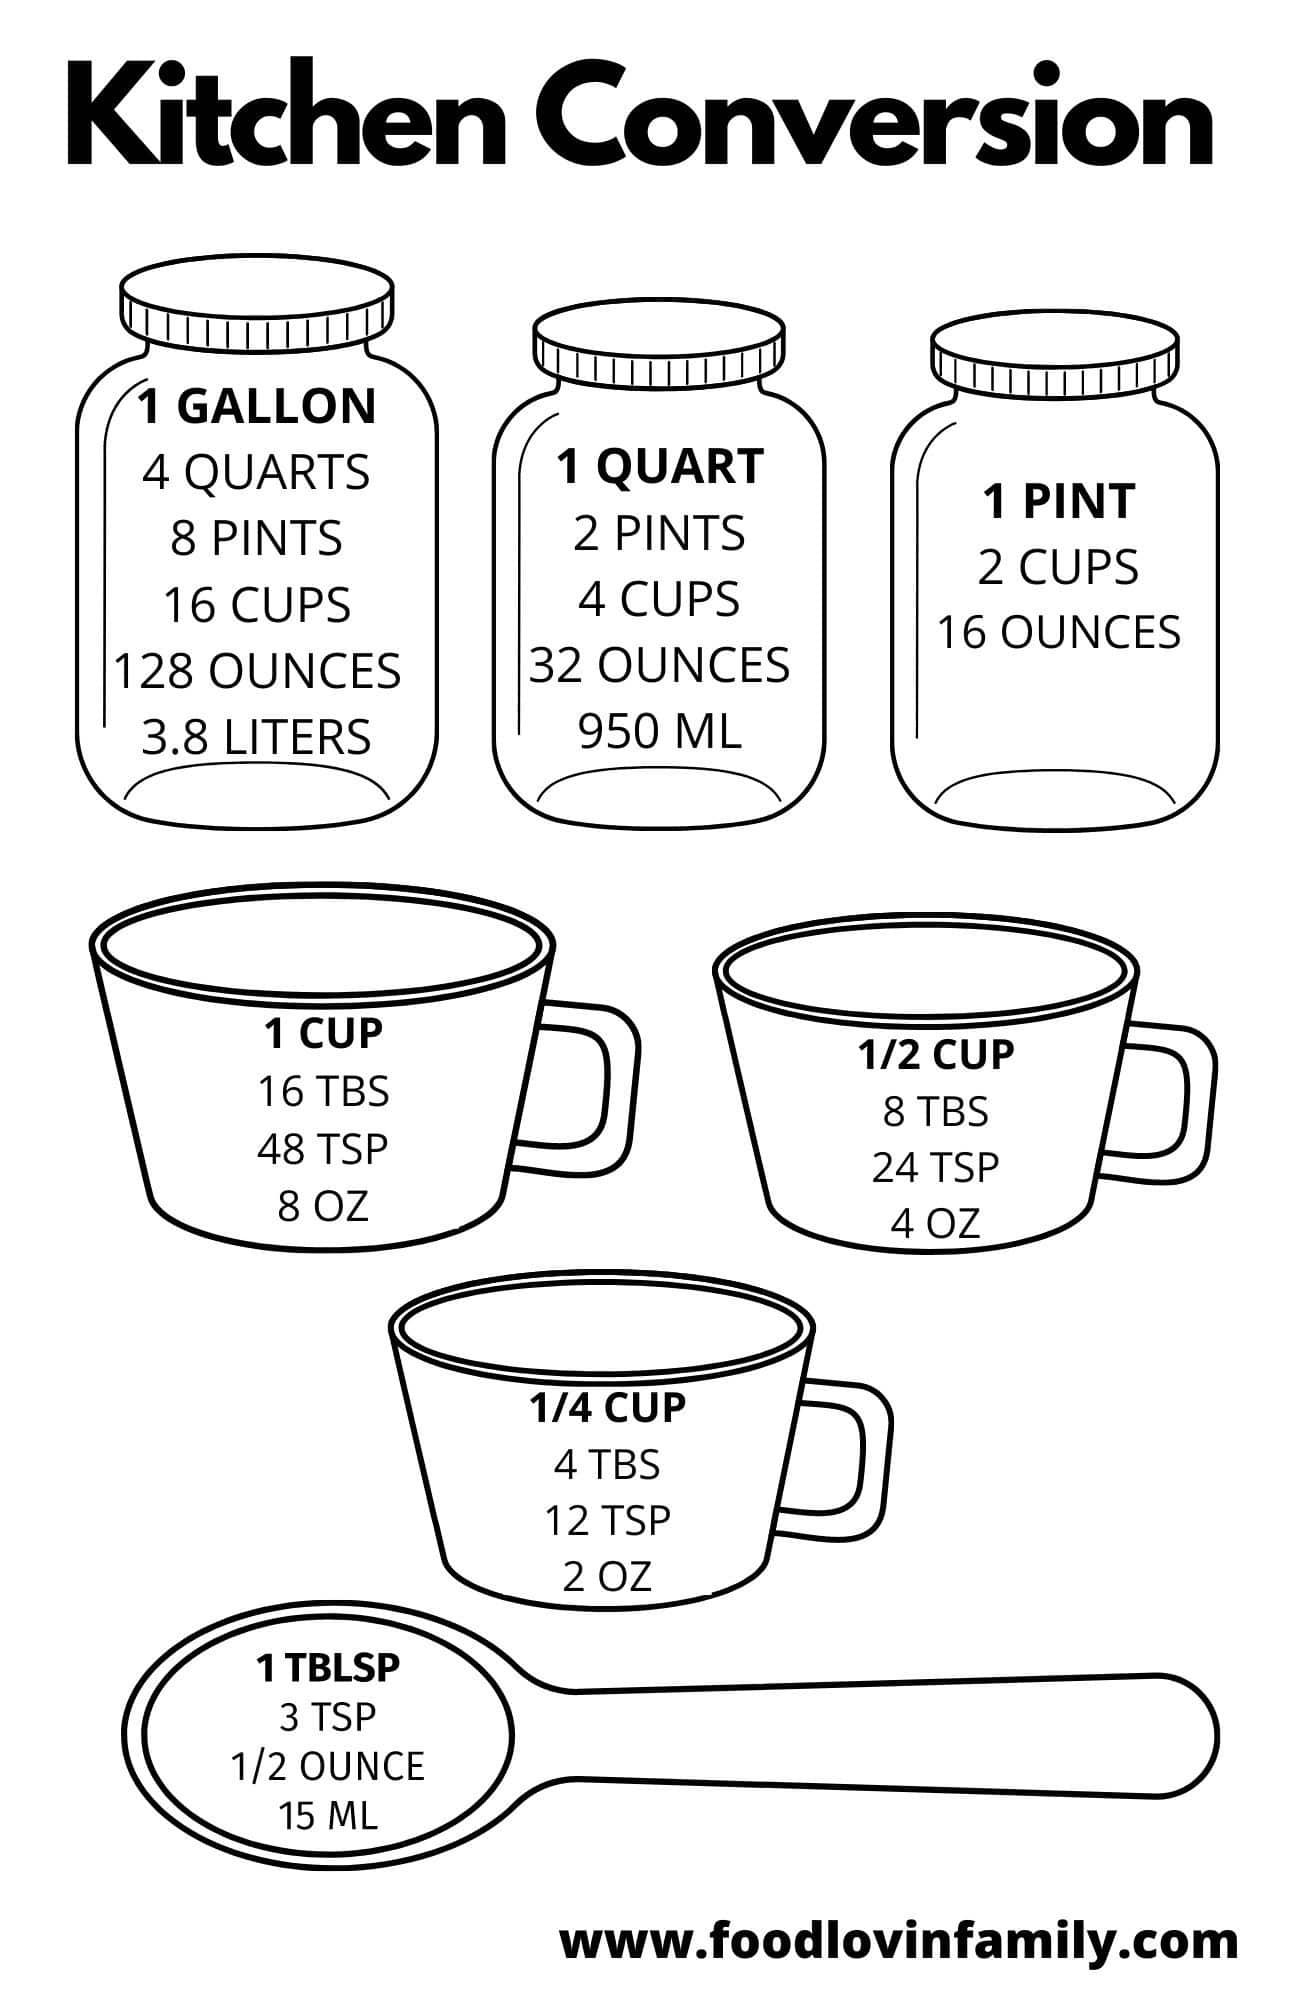 Kitchen Conversion
1 GALLON
4 QUARTS
8 PINTS
16 CUPS
128 OUNCES
3.8 LITERS
1 QUART
2 PINTS
4 CUPS
32 OUNCES
950 ML
1 PINT
2 CUPS
16 OUNCES
1 CUP
16 TBS
48 TSP
8 OZ
1/2 CUP
8 TBS
24 TSP
4 OZ
1/4 CUP
4 TBS
12 TSP
2 OZ
1 TBLSP
3 TSP
1/2 OUNCE
15 ML
www.foodlovinfamily.com